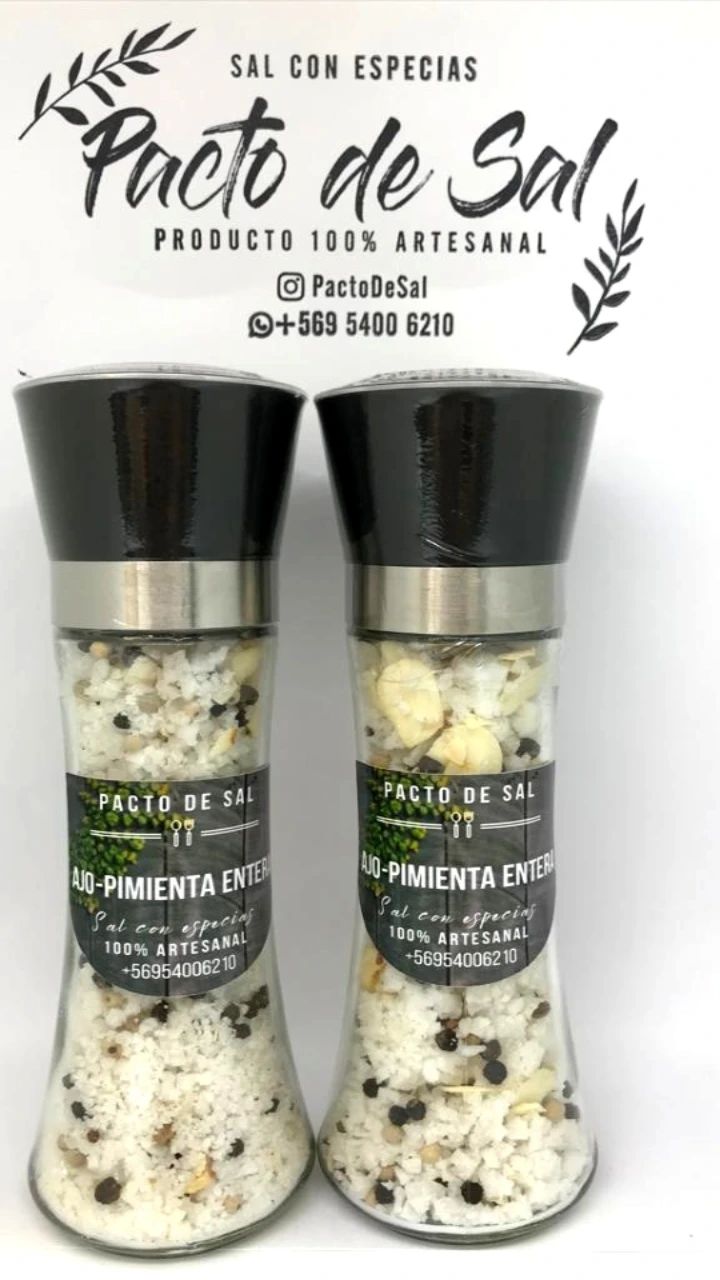 SAL CON ESPECIAS
Pacto de Sal
PRODUCTO 100% ARTESANAL
PactoDeSal
+569 5400 6210
PACTO DE SAL
AJO-PIMIENTA ENTERA
Sal con especias
100% ARTESANAL
+56954006210
PACTO DE SAL
AJO-PIMIENTA ENTERA
Sal con especias
100% ARTESANAL
+56954006210